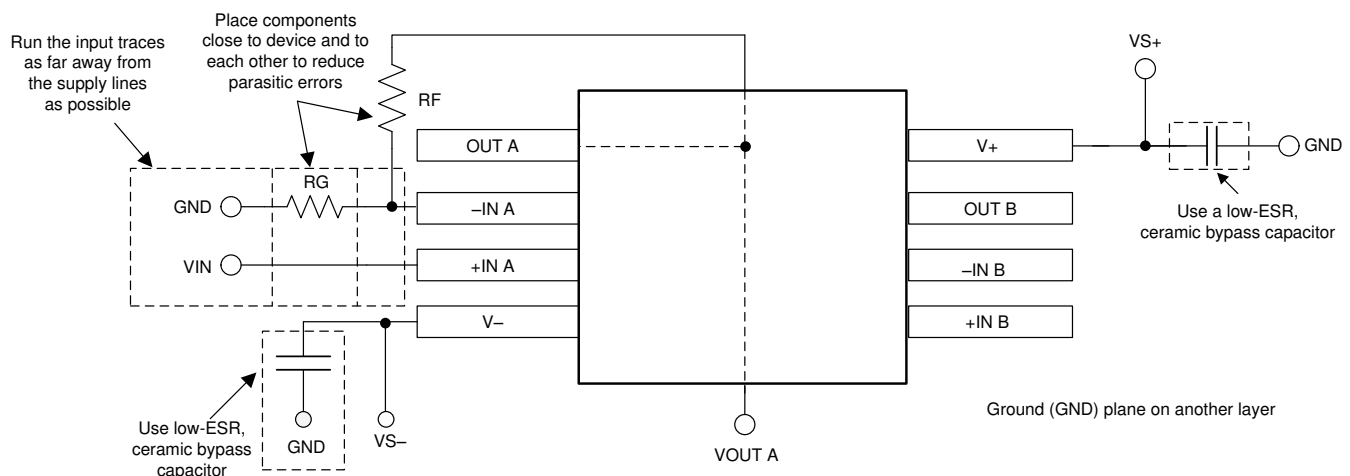 Place components
close to device and to
each other to reduce
parasitic errors
Run the input traces
as far away from
the supply lines
as possible
VS+
RF
OUT A
V+
GND
RG
GND
–IN A
OUT B
Use a low-ESR,
ceramic bypass capacitor
VIN
+IN A
–IN B
V–
+IN B
Use low-ESR,
ceramic bypass
capacitor
GND
VS–
VOUT A
Ground (GND) plane on another layer